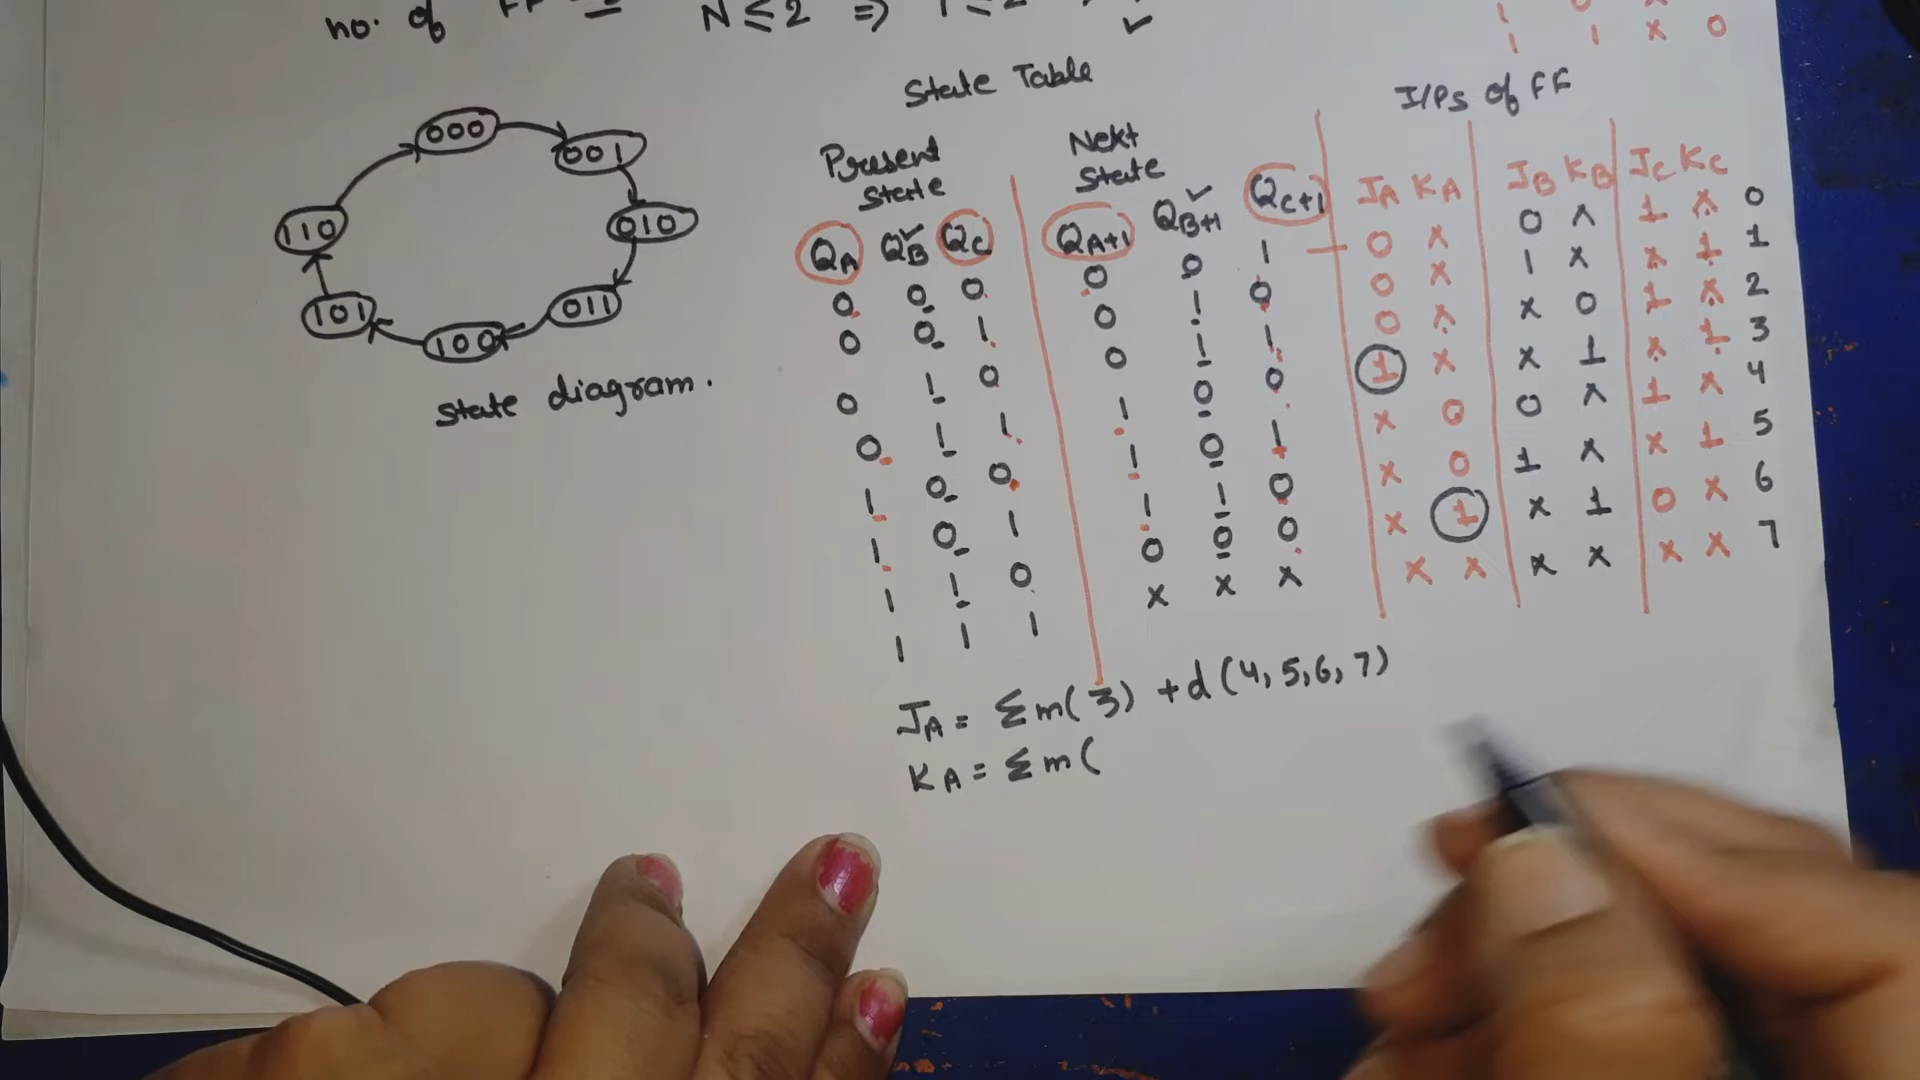 no. of FF = N ≤ 2 ⇒
1 1 x 0
State Table
I/Ps of FF
000
001
010
011
100
101
110
State diagram.
Present State
Next State
QA QB QC QA+1 QB+1 QC+1 JA KA JB KB JC KC
0 0 0 0 0 1 0 x 0 x 1 x 0
0 0 1 0 1 0 0 x 1 x x 1 1
0 1 0 0 1 1 0 x x 0 1 x 2
0 1 1 1 0 0 1 x x 1 x 1 3
1 0 0 1 0 1 x 0 0 x 1 x 4
1 0 1 1 1 0 x 0 1 x x 1 5
1 1 0 0 0 0 x 1 x 1 0 x 6
1 1 1 x x x x x x x x x 7
JA = Σm(3) + d(4,5,6,7)
KA = Σm(